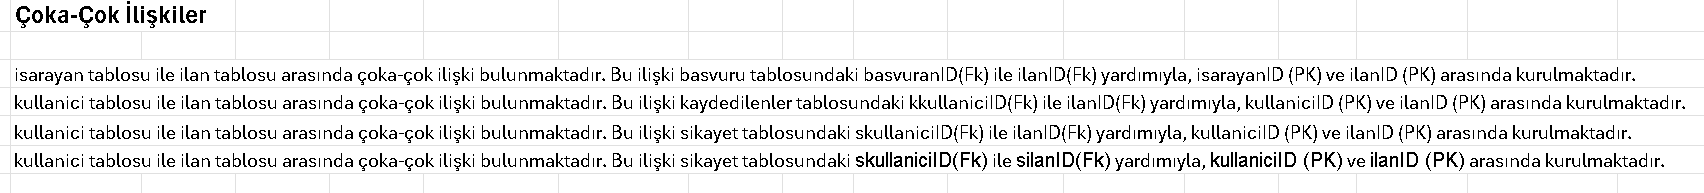 Çoka-Çok İlişkiler
isarayan tablosu ile ilan tablosu arasında çoka-çok ilişki bulunmaktadır. Bu ilişki basvuru tablosundaki basvuranID(Fk) ile ilanID(Fk) yardımıyla, isarayanID (PK) ve ilanID (PK) arasında kurulmaktadır.
kullanici tablosu ile ilan tablosu arasında çoka-çok ilişki bulunmaktadır. Bu ilişki kaydedilenler tablosundaki kkullaniciID(Fk) ile ilanID(Fk) yardımıyla, kullaniciID (PK) ve ilanID (PK) arasında kurulmaktadır.
kullanici tablosu ile ilan tablosu arasında çoka-çok ilişki bulunmaktadır. Bu ilişki sikayet tablosundaki skullaniciID(Fk) ile ilanID(Fk) yardımıyla, kullaniciID (PK) ve ilanID (PK) arasında kurulmaktadır.
kullanici tablosu ile ilan tablosu arasında çoka-çok ilişki bulunmaktadır. Bu ilişki sikayet tablosundaki skullaniciID(Fk) ile silanID(Fk) yardımıyla, kullaniciID (PK) ve ilanID (PK) arasında kurulmaktadır.